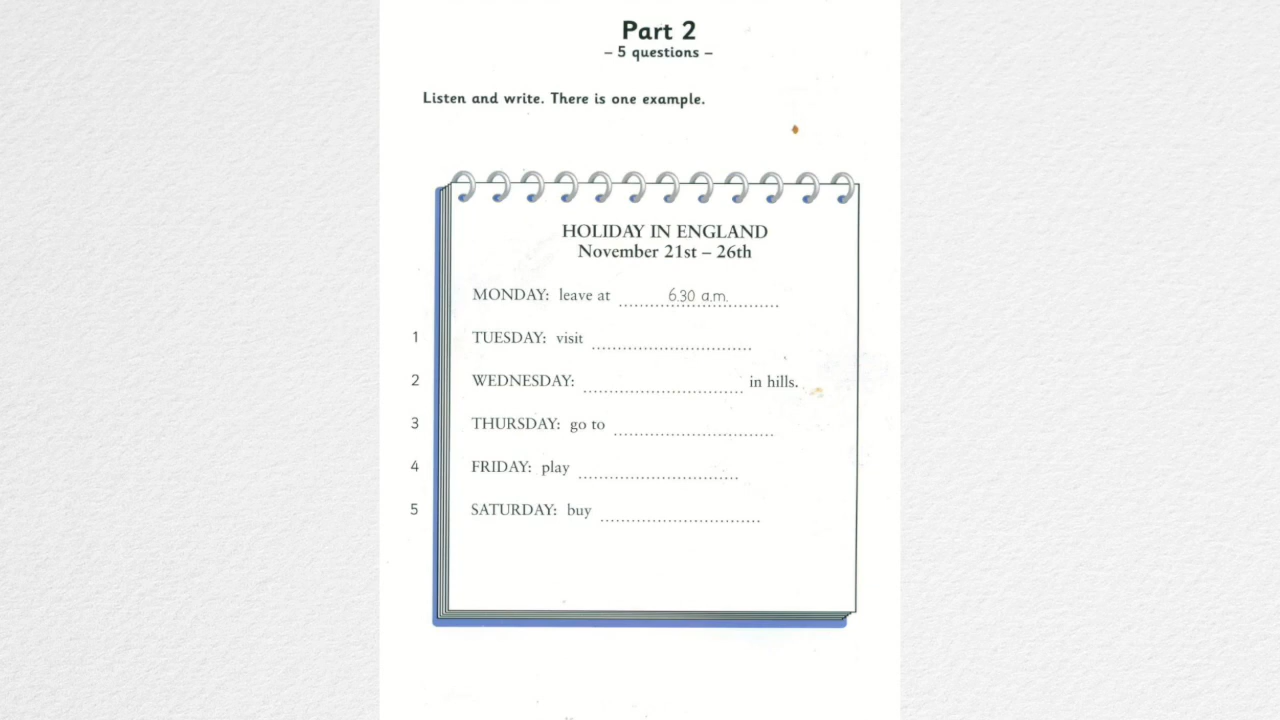 Part 2
– 5 questions –
Listen and write. There is one example.
HOLIDAY IN ENGLAND
November 21st – 26th
MONDAY: leave at 6.30 a.m.
1 TUESDAY: visit ................................
2 WEDNESDAY: ................................ in hills.
3 THURSDAY: go to ................................
4 FRIDAY: play ................................
5 SATURDAY: buy ................................